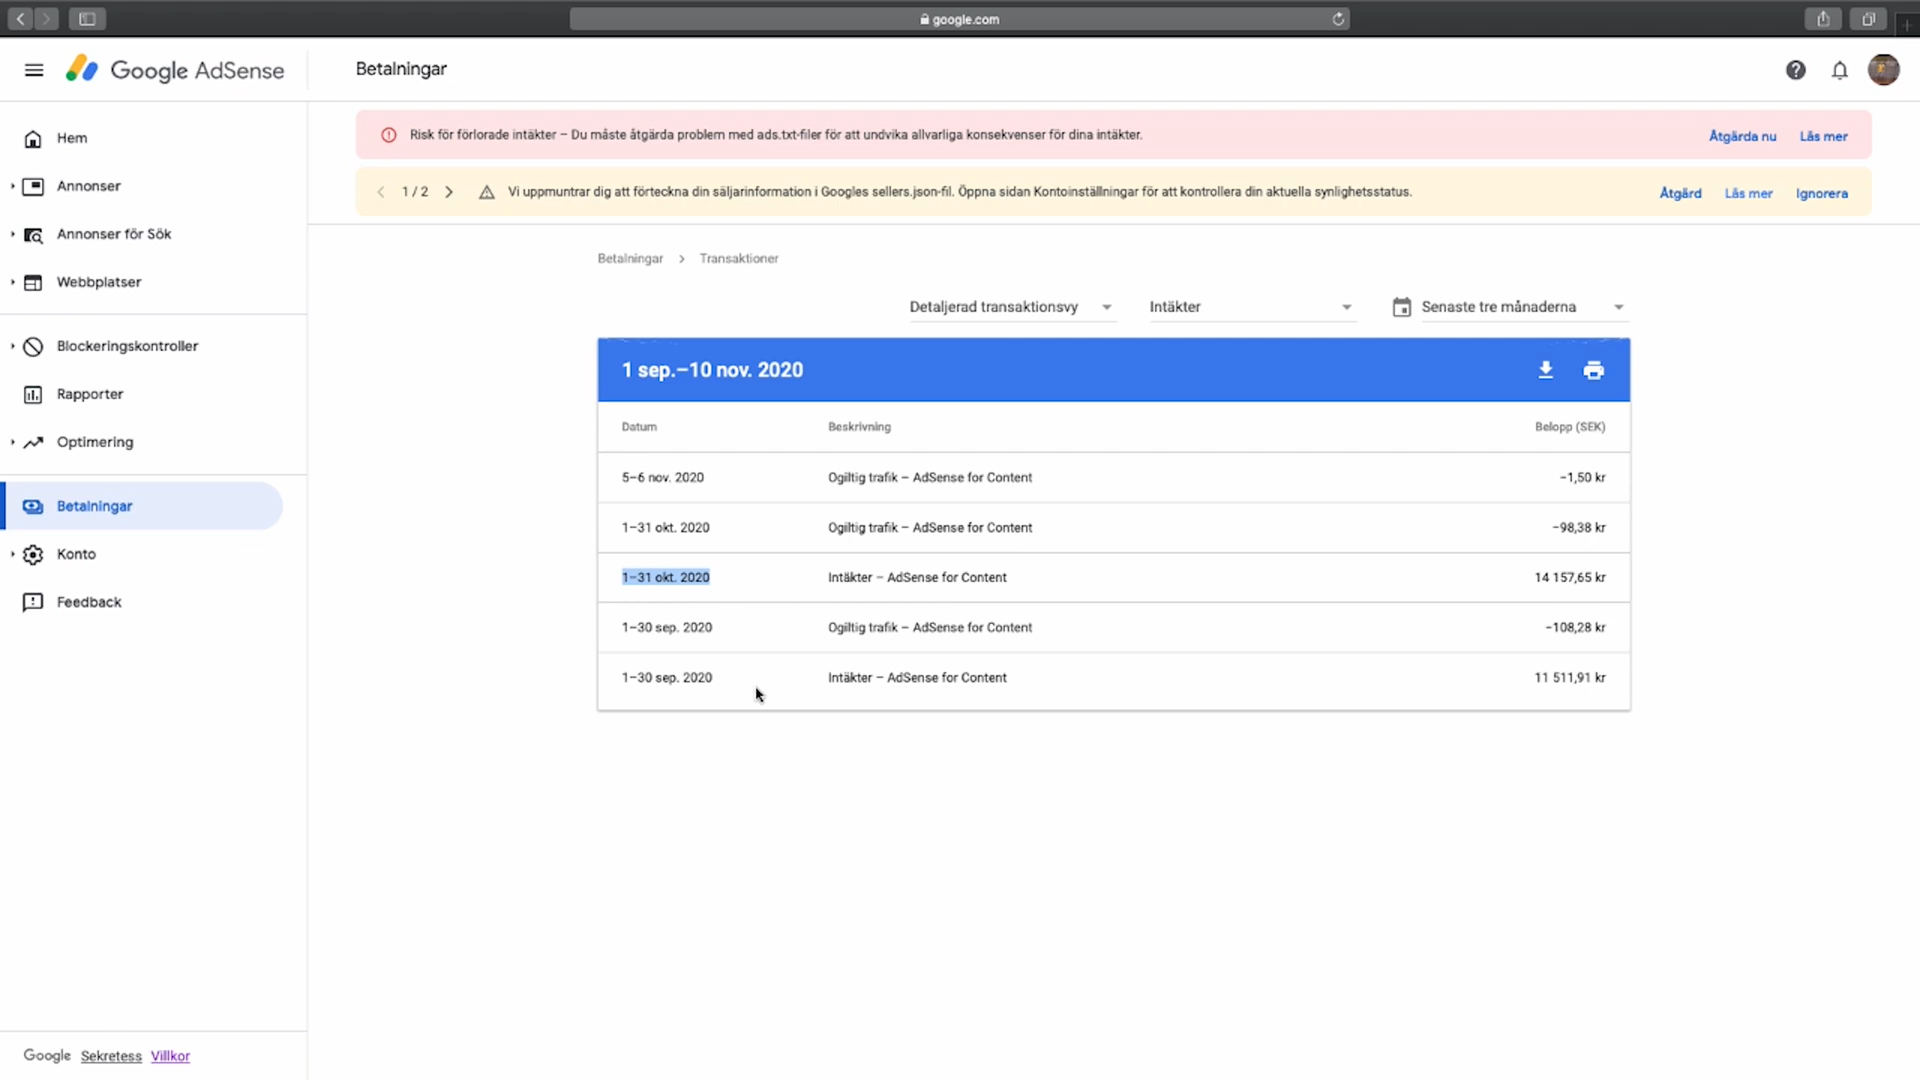 google.com
Google AdSense
Betalningar
Risk för förlorade intäkter – Du måste åtgärda problem med ads.txt-filer för att undvika allvarliga konsekvenser för dina intäkter.
Åtgärda nu
Läs mer
1 / 2
Vi uppmuntrar dig att förteckna din säljarinformation i Googles sellers.json-fil. Öppna sidan Kontoinställningar för att kontrollera din aktuella synlighetsstatus.
Åtgärd
Läs mer
Ignorera
Hem
Annonser
Annonser för Sök
Webbplatser
Blockeringskontroller
Rapporter
Optimering
Betalningar
Konto
Feedback
Betalningar > Transaktioner
Detaljerad transaktionsvy
Intäkter
Senaste tre månaderna
1 sep.–10 nov. 2020
Datum Beskrivning Belopp (SEK)
5–6 nov. 2020 Ogiltig trafik – AdSense for Content −1,50 kr
1–31 okt. 2020 Ogiltig trafik – AdSense for Content −98,38 kr
1–31 okt. 2020 Intäkter – AdSense for Content 14 157,65 kr
1–30 sep. 2020 Ogiltig trafik – AdSense for Content −108,28 kr
1–30 sep. 2020 Intäkter – AdSense for Content 11 511,91 kr
Google Sekretess Villkor